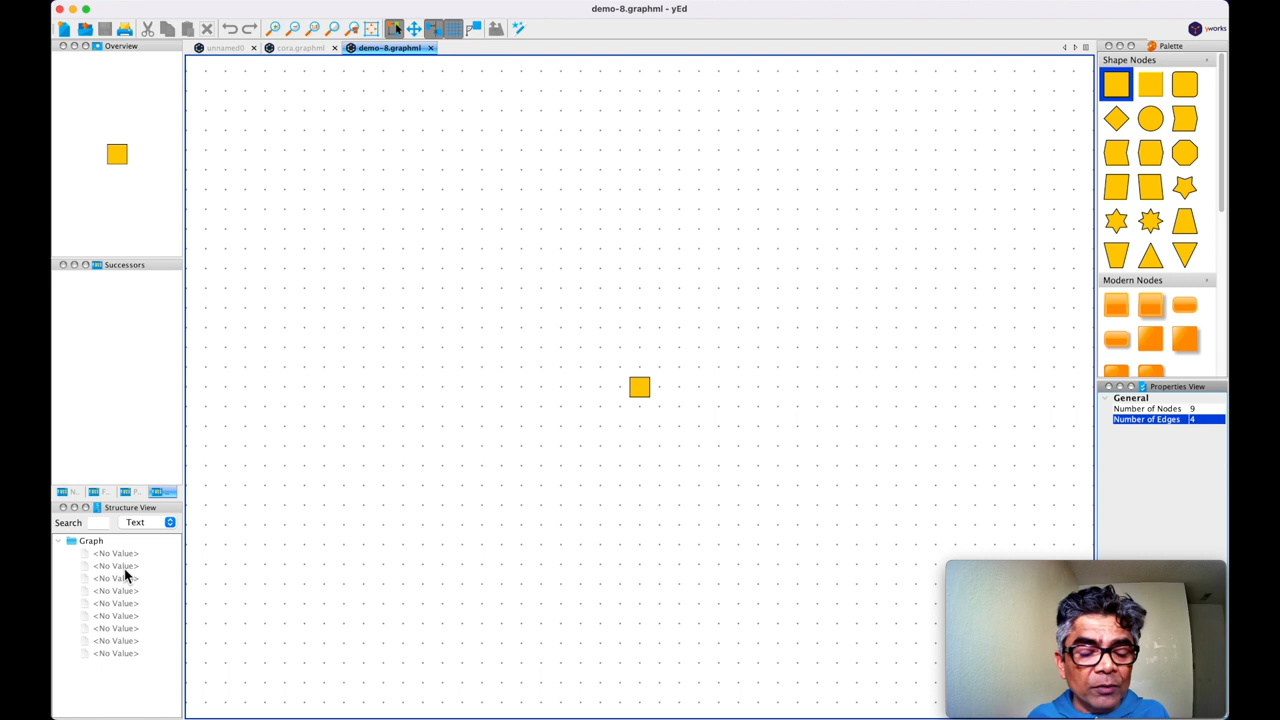 demo-8.graphml - yEd
yworks
Overview
unnamed0
cora.graphml
demo-8.graphml
Palette
Shape Nodes
Successors
Modern Nodes
Properties View
General
Number of Nodes 9
Number of Edges 4
N..
F..
P..
Structure View
Search
Text
Graph
<No Value>
<No Value>
<No Value>
<No Value>
<No Value>
<No Value>
<No Value>
<No Value>
<No Value>